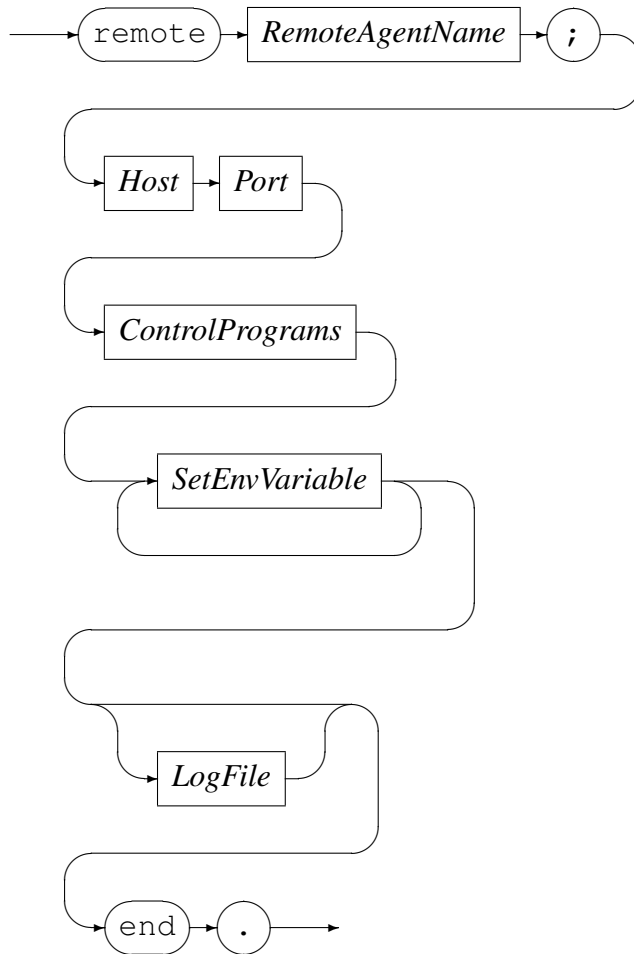 remote RemoteAgentName ;
Host Port
ControlPrograms
SetEnvVariable
LogFile
end .